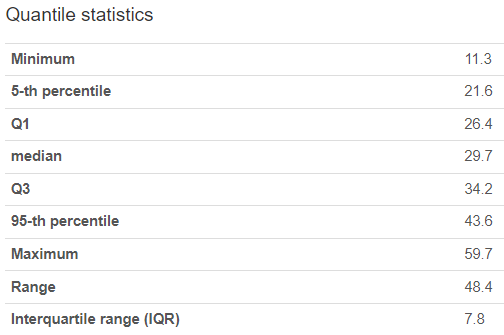 Quantile statistics
Minimum 11.3
5-th percentile 21.6
Q1 26.4
median 29.7
Q3 34.2
95-th percentile 43.6
Maximum 59.7
Range 48.4
Interquartile range (IQR) 7.8